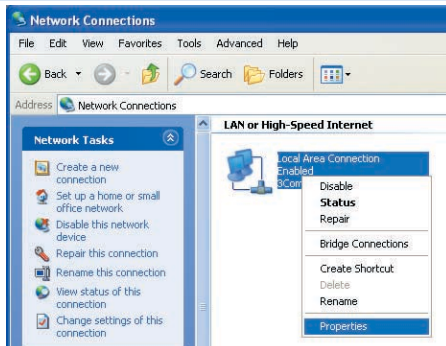 Network Connections
File Edit View Favorites Tools Advanced Help
Back Search Folders
Address Network Connections
Network Tasks
Create a new
connection
Set up a home or small
office network
Disable this network
device
Repair this connection
Rename this connection
View status of this
connection
Change settings of this
connection
LAN or High-Speed Internet
Local Area Connection
Enabled
3Com
Disable
Status
Repair
Bridge Connections
Create Shortcut
Delete
Rename
Properties